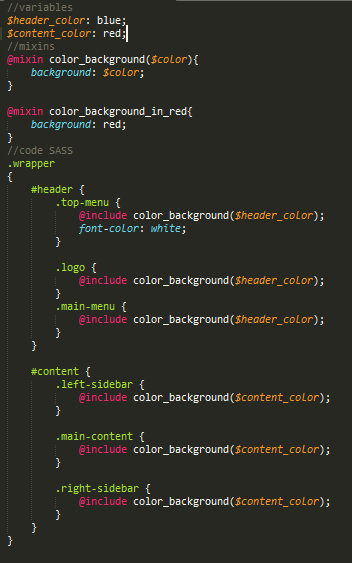 //variables
$header_color: blue;
$content_color: red;
//mixins
@mixin color_background($color){
    background: $color;
}

@mixin color_background_in_red{
    background: red;
}
//code SASS
.wrapper
{
    #header {
        .top-menu {
            @include color_background($header_color);
            font-color: white;
        }

        .logo {
            @include color_background($header_color);
        }
        .main-menu {
            @include color_background($header_color);
        }
    }

    #content {
        .left-sidebar {
            @include color_background($content_color);
        }

        .main-content {
            @include color_background($content_color);
        }

        .right-sidebar {
            @include color_background($content_color);
        }
    }
}